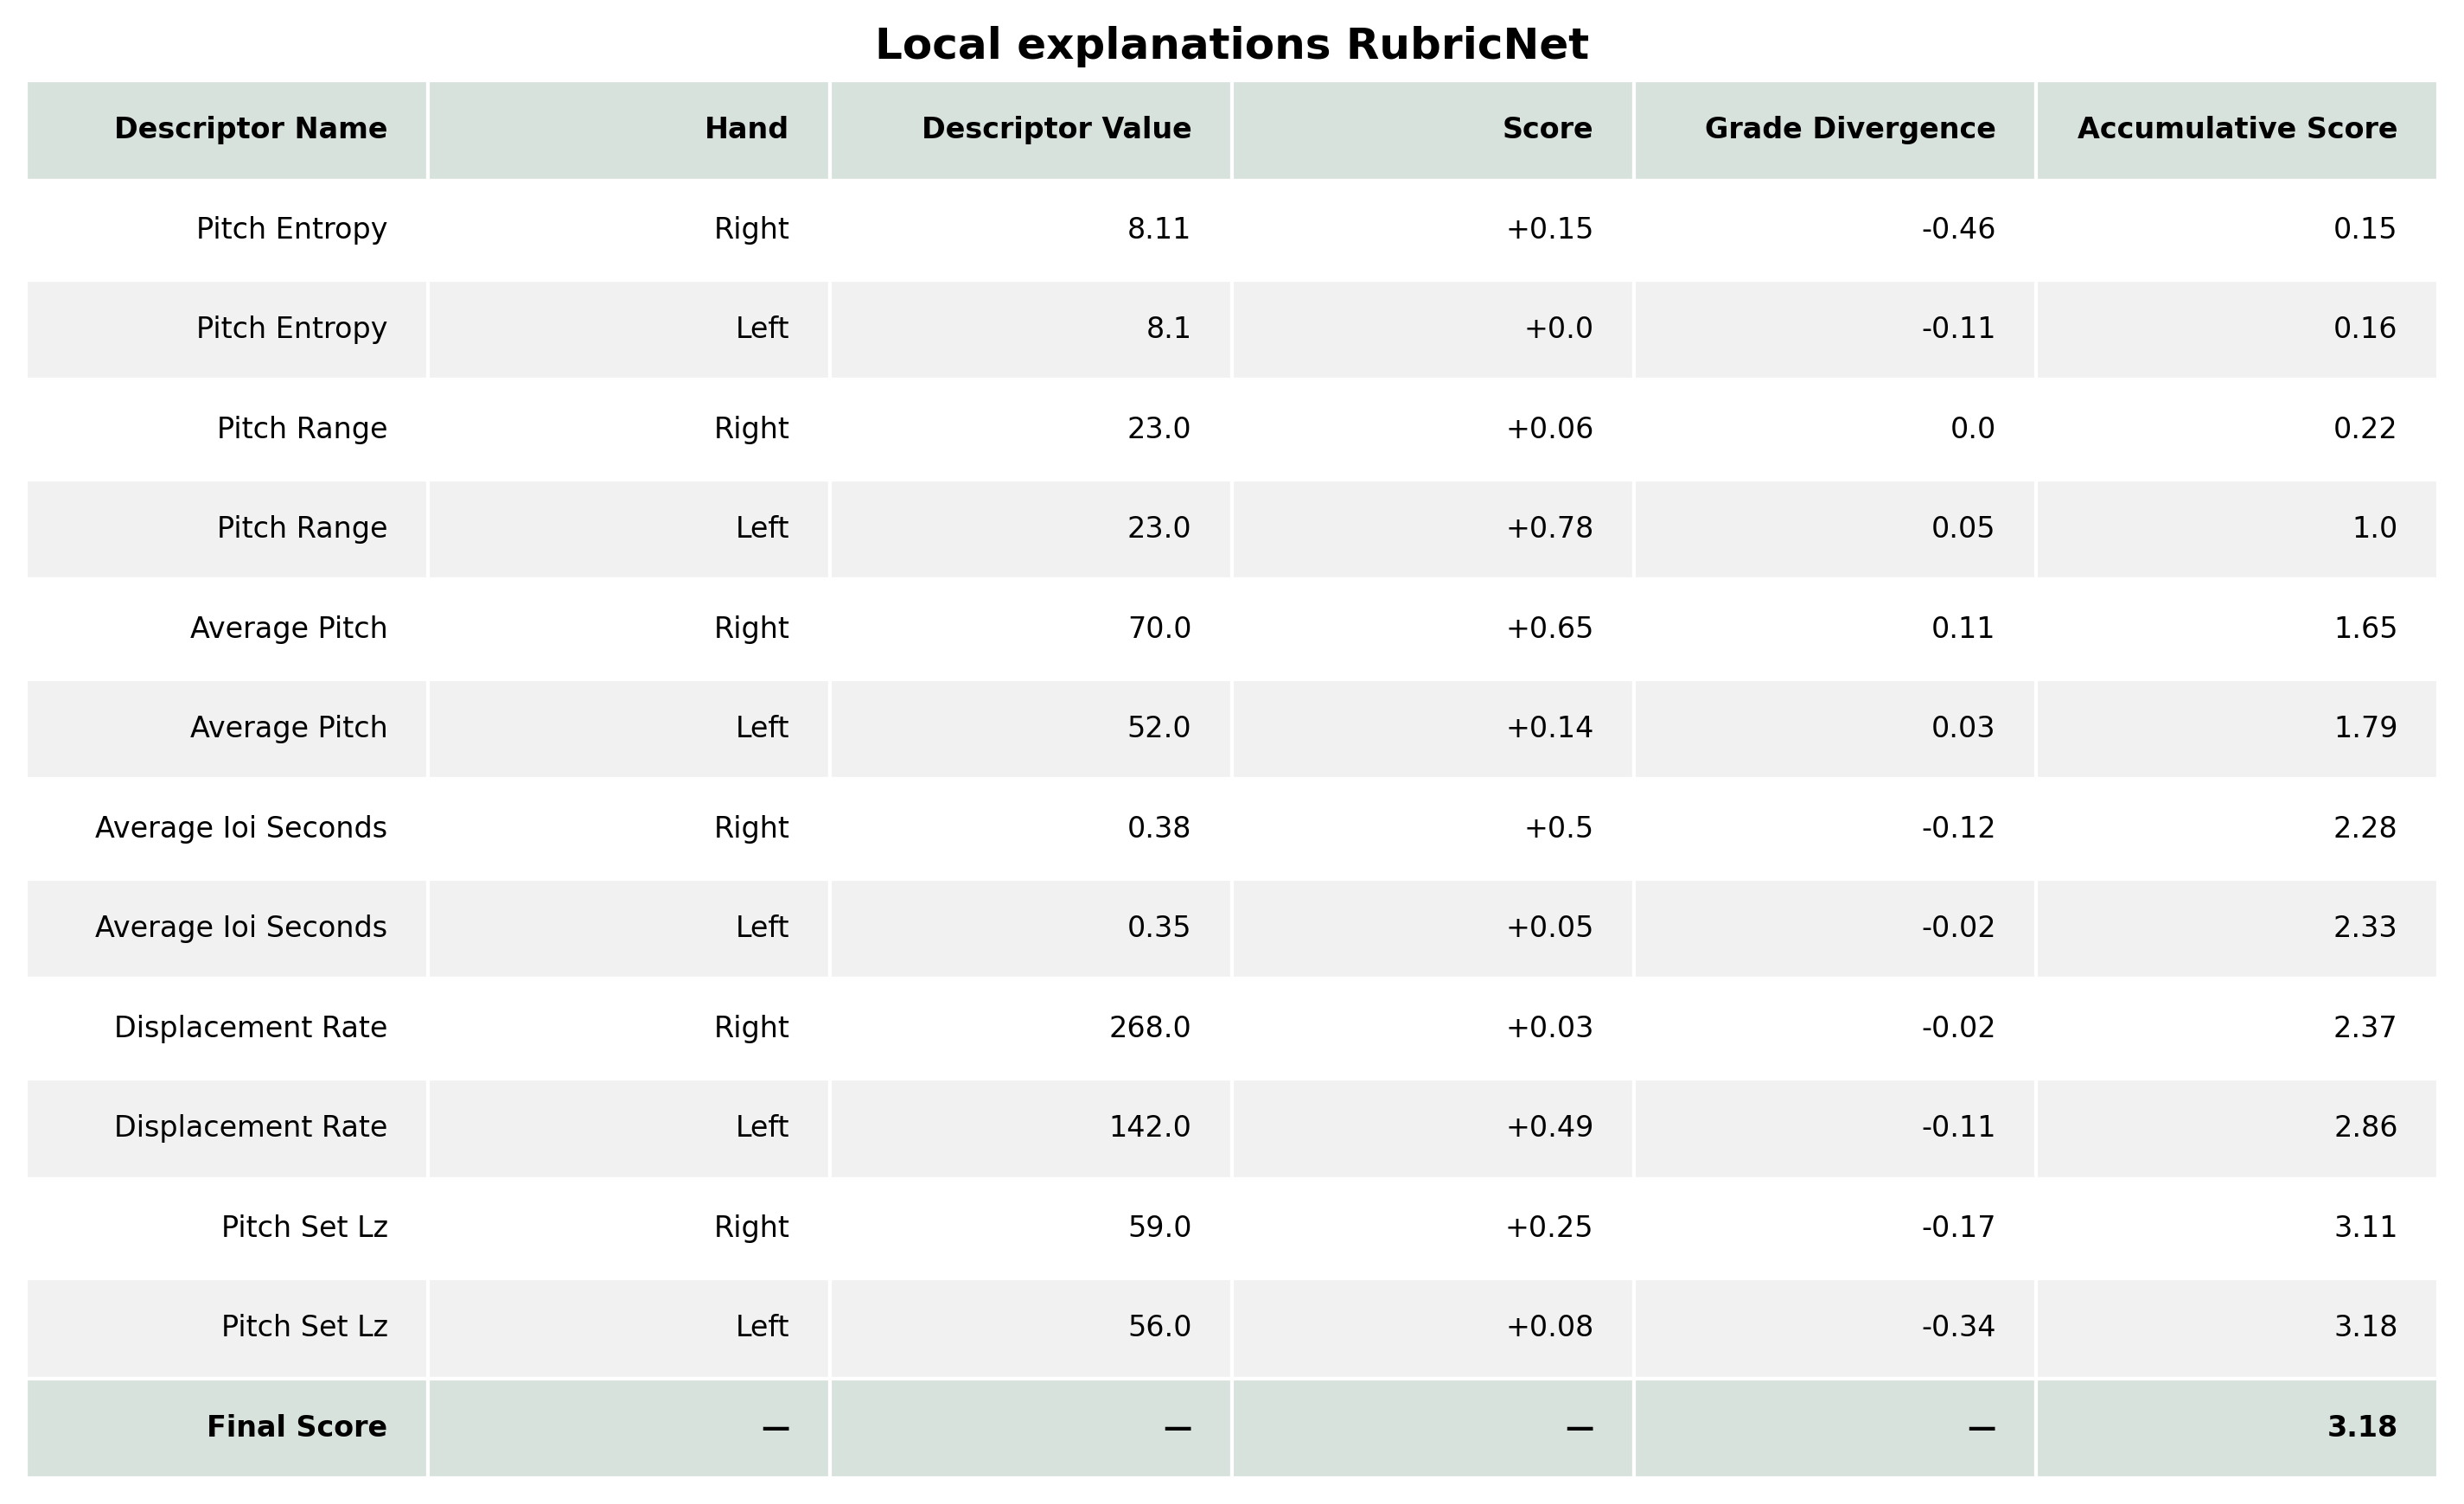 Local explanations RubricNet
Descriptor Name Hand Descriptor Value Score Grade Divergence Accumulative Score
Pitch Entropy Right 8.11 +0.15 -0.46 0.15
Pitch Entropy Left 8.1 +0.0 -0.11 0.16
Pitch Range Right 23.0 +0.06 0.0 0.22
Pitch Range Left 23.0 +0.78 0.05 1.0
Average Pitch Right 70.0 +0.65 0.11 1.65
Average Pitch Left 52.0 +0.14 0.03 1.79
Average Ioi Seconds Right 0.38 +0.5 -0.12 2.28
Average Ioi Seconds Left 0.35 +0.05 -0.02 2.33
Displacement Rate Right 268.0 +0.03 -0.02 2.37
Displacement Rate Left 142.0 +0.49 -0.11 2.86
Pitch Set Lz Right 59.0 +0.25 -0.17 3.11
Pitch Set Lz Left 56.0 +0.08 -0.34 3.18
Final Score — — — — 3.18